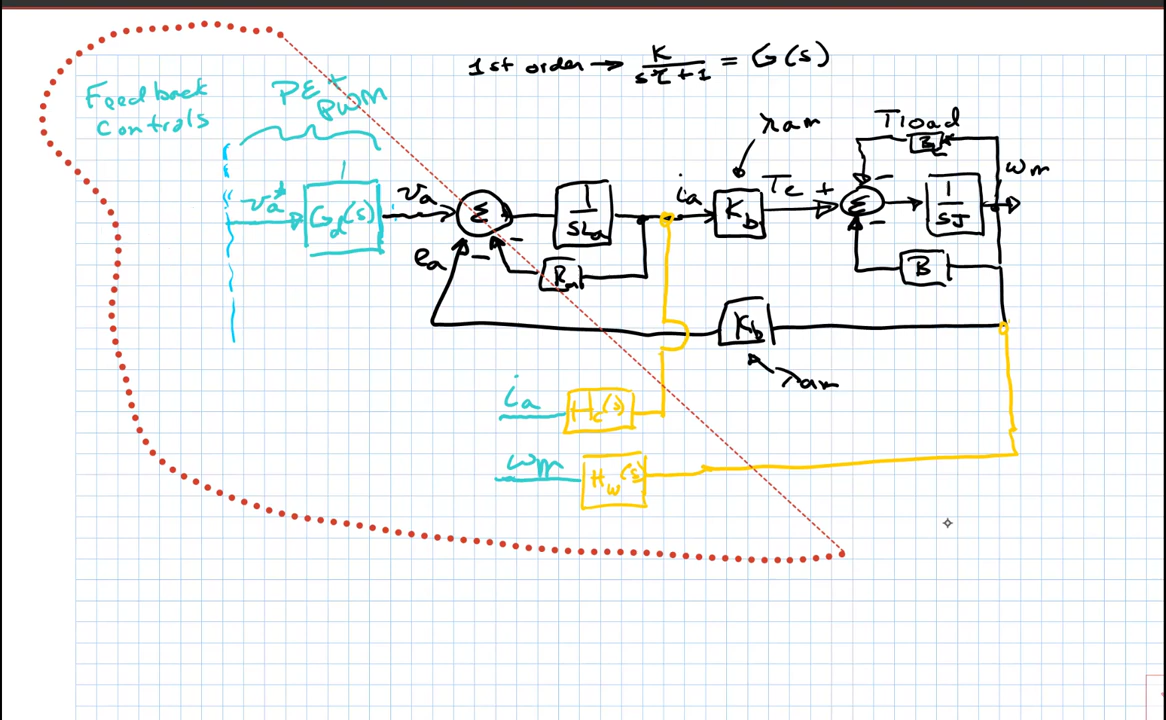 1st order → K / (sτ+1) = G(s)
Feedback
controls
PE +
PWM
λam
Tload
va*
Gd(s)
va
Σ
1 / sLa
ia
Kb
Te +
Σ
−
1 / sJ
ωm
ea
−
−
Ra
−
B
Kb
λam
ia
Hc(s)
ωm
Hω(s)